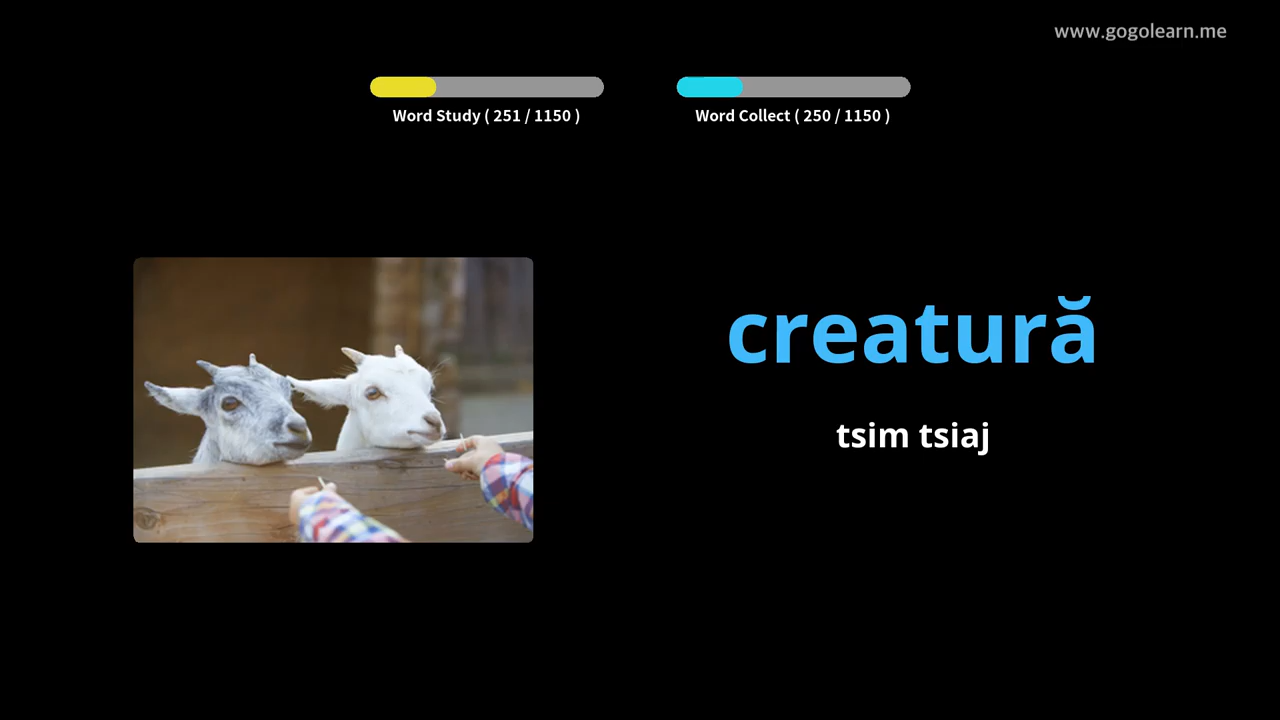 www.gogolearn.me
Word Study ( 251 / 1150 )
Word Collect ( 250 / 1150 )
creatură
tsim tsiaj